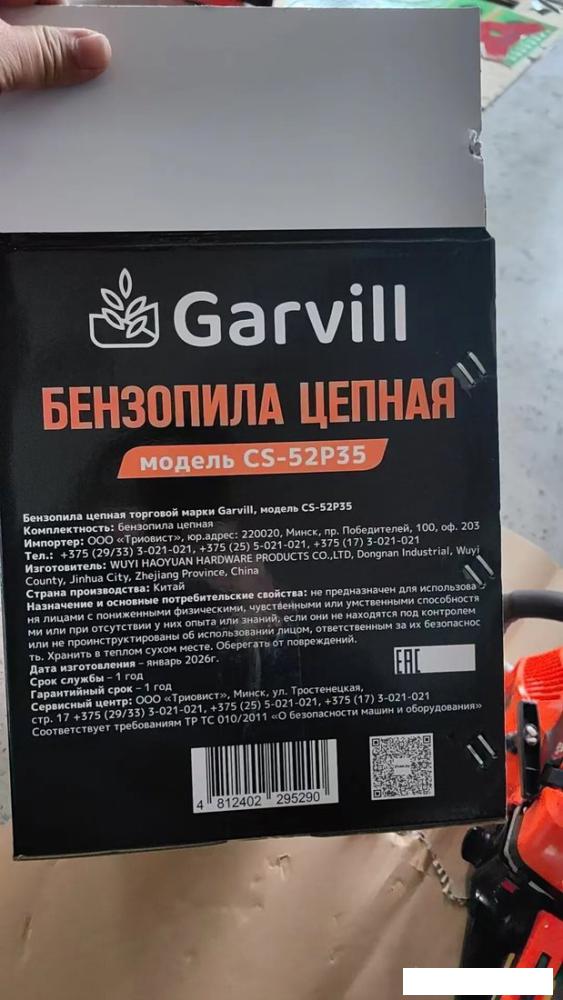 Garvill
БЕНЗОПИЛА ЦЕПНАЯ
модель CS-52P35
Бензопила цепная торговой марки Garvill, модель CS-52P35
Комплектность: бензопила цепная
Импортер: ООО «Триовист», юр.адрес: 220020, Минск, пр. Победителей, 100, оф. 203
Тел.: +375 (29/33) 3-021-021, +375 (25) 5-021-021, +375 (17) 3-021-021
Изготовитель: WUYI HAOYUAN HARDWARE PRODUCTS CO.,LTD, Dongnan Industrial, Wuyi
County, Jinhua City, Zhejiang Province, China
Страна производства: Китай
Назначение и основные потребительские свойства: не предназначен для использова-
ния лицами с пониженными физическими, чувственными или умственными способностя
ми или при отсутствии у них опыта или знаний, если они не находятся под контролем
или не проинструктированы об использовании лицом, ответственным за их безопаснос
ть. Хранить в теплом сухом месте. Оберегать от повреждений.
Дата изготовления – январь 2026г.
Срок службы – 1 год
Гарантийный срок – 1 год
Сервисный центр: ООО «Триовист», Минск, ул. Тростенецкая,
стр. 17 +375 (29/33) 3-021-021, +375 (25) 5-021-021, +375 (17) 3-021-021
Соответствует требованиям ТР ТС 010/2011 «О безопасности машин и оборудования»
EAC
4 812402 295290